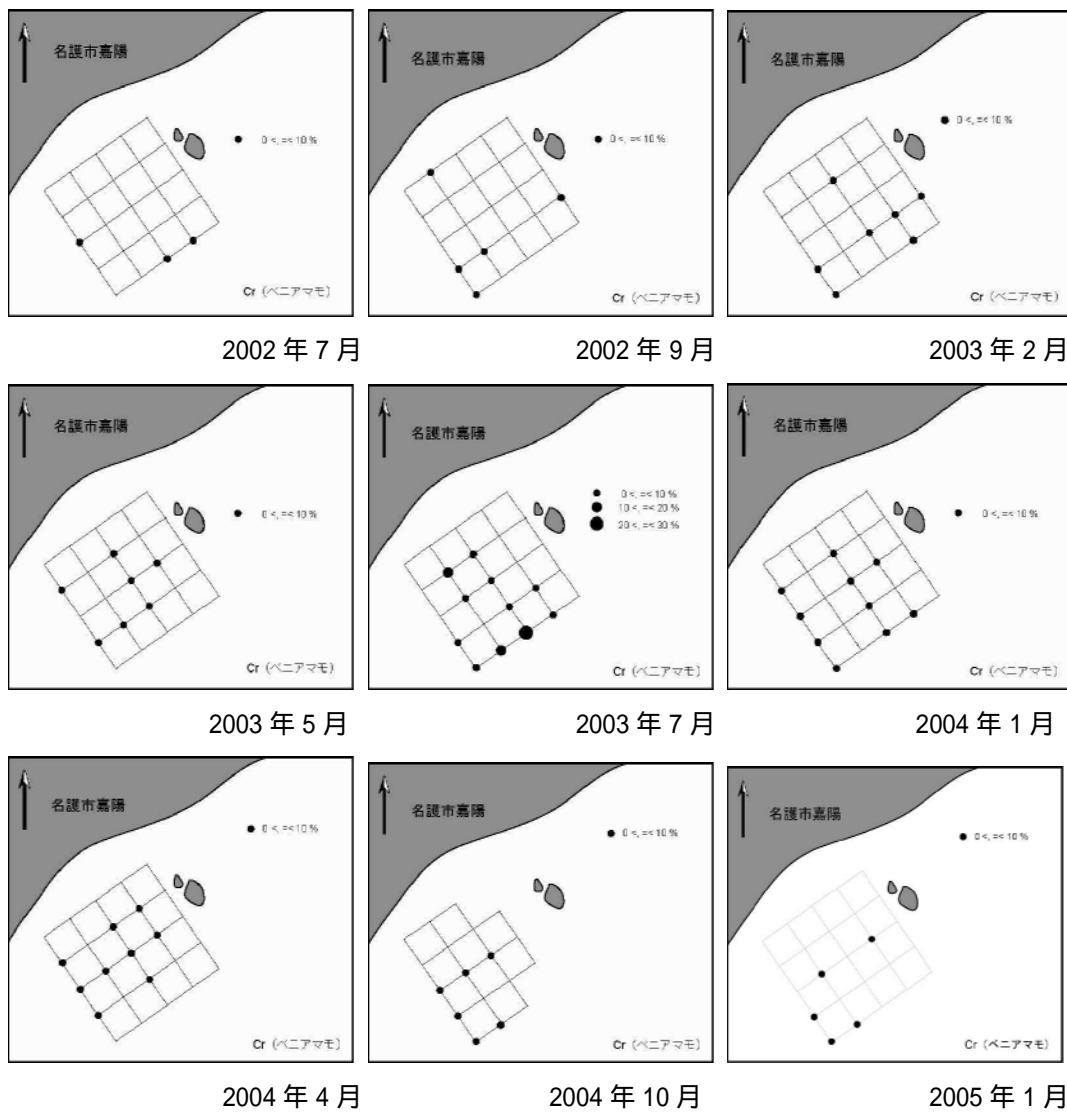 名護市嘉陽
0 <, =< 10 %
Cr (ベニアマモ)
2002 年 7 月
名護市嘉陽
0 <, =< 10 %
Cr (ベニアマモ)
2002 年 9 月
名護市嘉陽
0 <, =< 10 %
Cr (ベニアマモ)
2003 年 2 月
名護市嘉陽
0 <, =< 10 %
Cr (ベニアマモ)
2003 年 5 月
名護市嘉陽
0 <, =< 10 %
10 <, =< 20 %
20 <, =< 30 %
Cr (ベニアマモ)
2003 年 7 月
名護市嘉陽
0 <, =< 10 %
Cr (ベニアマモ)
2004 年 1 月
名護市嘉陽
0 <, =< 10 %
Cr (ベニアマモ)
2004 年 4 月
名護市嘉陽
0 <, =< 10 %
Cr (ベニアマモ)
2004 年 10 月
名護市嘉陽
0 <, =< 10 %
Cr (ベニアマモ)
2005 年 1 月